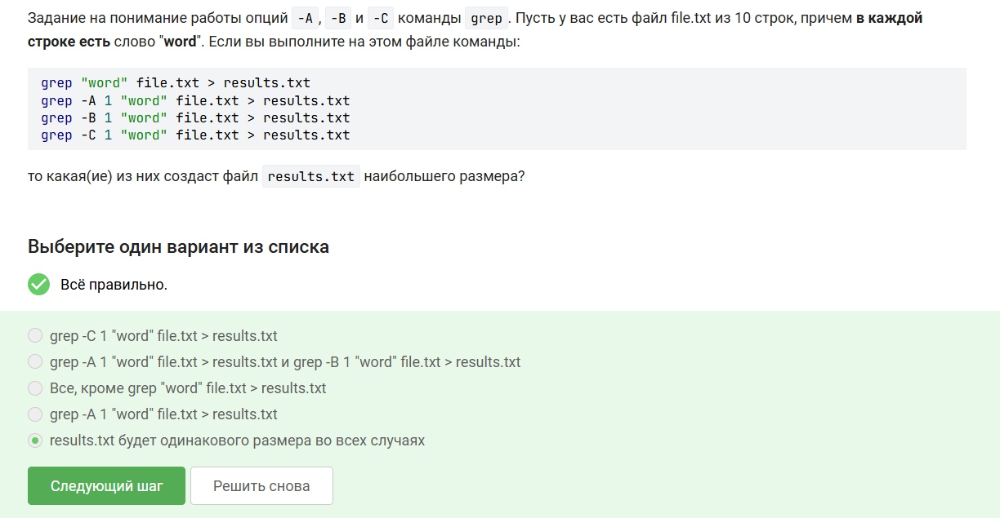 Задание на понимание работы опций -A , -B и -C команды grep . Пусть у вас есть файл file.txt из 10 строк, причем в каждой
строке есть слово "word". Если вы выполните на этом файле команды:
grep "word" file.txt > results.txt
grep -A 1 "word" file.txt > results.txt
grep -B 1 "word" file.txt > results.txt
grep -C 1 "word" file.txt > results.txt
то какая(ие) из них создаст файл results.txt наибольшего размера?
Выберите один вариант из списка
Всё правильно.
grep -C 1 "word" file.txt > results.txt
grep -A 1 "word" file.txt > results.txt и grep -B 1 "word" file.txt > results.txt
Все, кроме grep "word" file.txt > results.txt
grep -A 1 "word" file.txt > results.txt
results.txt будет одинакового размера во всех случаях
Следующий шаг
Решить снова